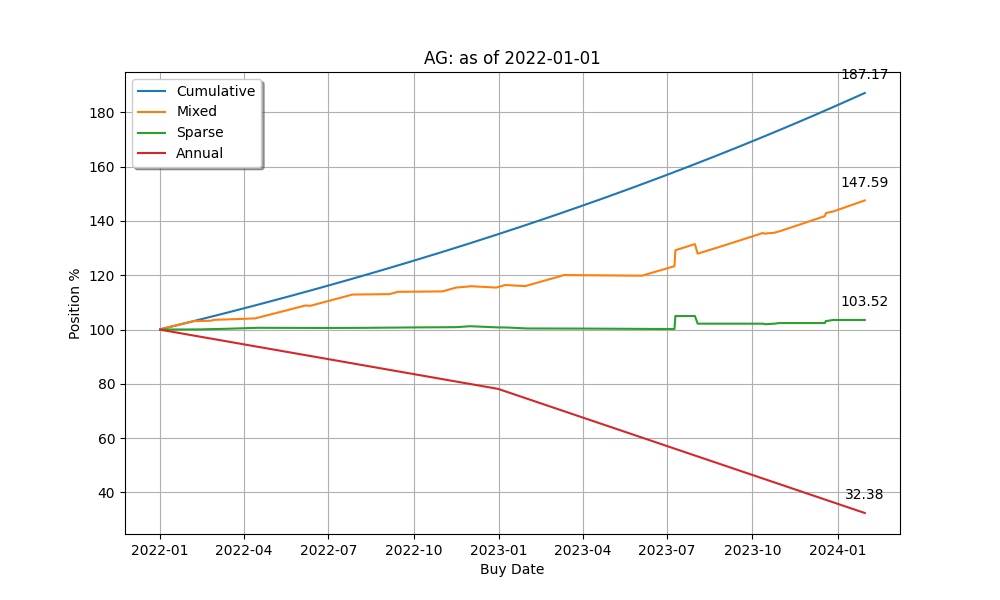 AG: as of 2022-01-01
Cumulative
Mixed
Sparse
Annual
187.17
147.59
103.52
32.38
180
160
140
120
100
80
60
40
Position %
2022-01 2022-04 2022-07 2022-10 2023-01 2023-04 2023-07 2023-10 2024-01
Buy Date